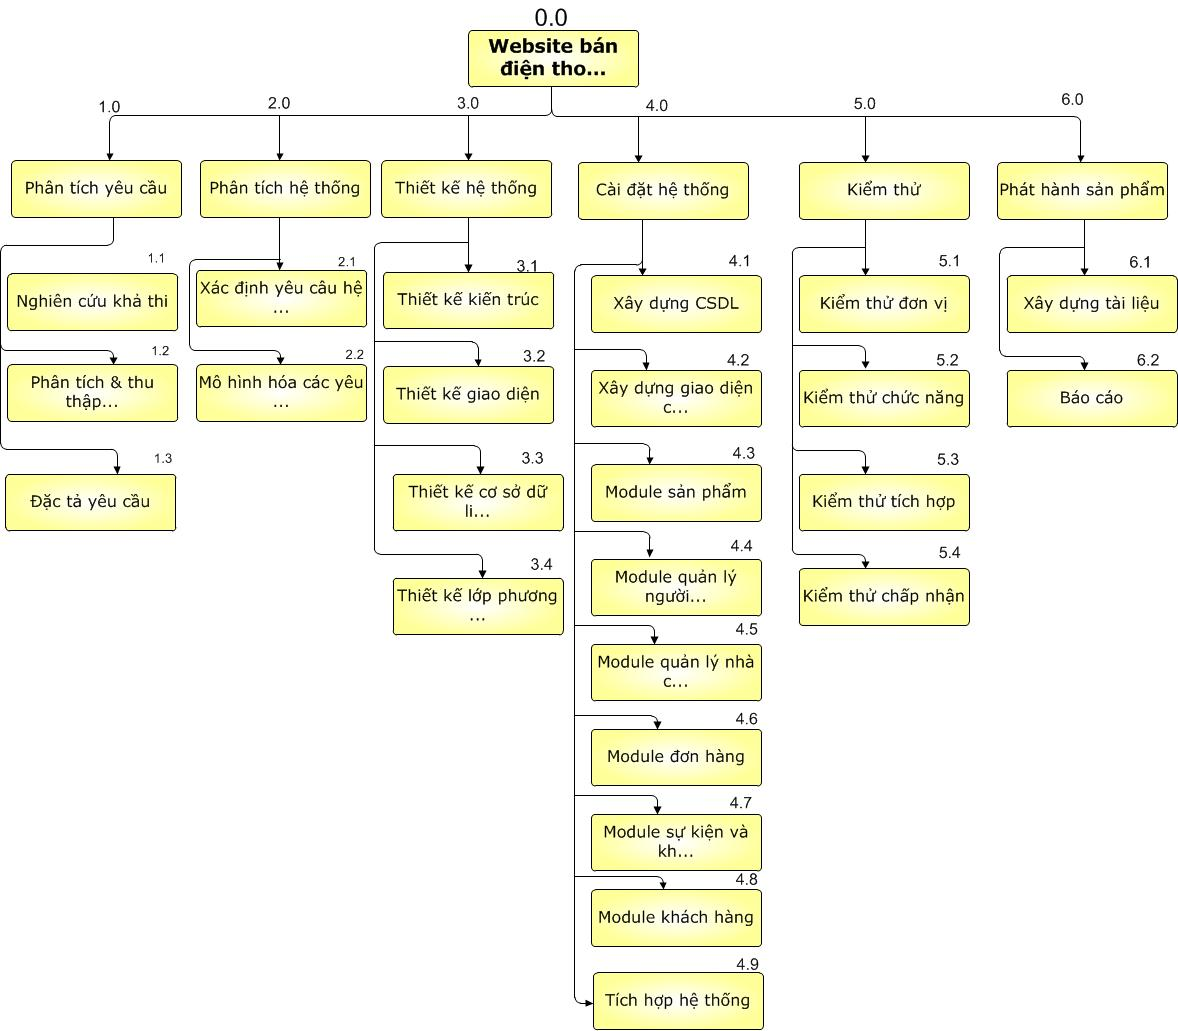 0.0
Website bán
điện tho...
1.0
2.0
3.0
4.0
5.0
6.0
Phân tích yêu cầu
Phân tích hệ thống
Thiết kế hệ thống
Cài đặt hệ thống
Kiểm thử
Phát hành sản phẩm
1.1
Nghiên cứu khả thi
1.2
Phân tích & thu
thập...
1.3
Đặc tả yêu cầu
2.1
Xác định yêu câu hệ
...
2.2
Mô hình hóa các yêu
...
3.1
Thiết kế kiến trúc
3.2
Thiết kế giao diện
3.3
Thiết kế cơ sở dữ
li...
3.4
Thiết kế lớp phương
...
4.1
Xây dựng CSDL
4.2
Xây dựng giao diện
c...
4.3
Module sản phẩm
4.4
Module quản lý
người...
4.5
Module quản lý nhà
c...
4.6
Module đơn hàng
4.7
Module sự kiện và
kh...
4.8
Module khách hàng
4.9
Tích hợp hệ thống
5.1
Kiểm thử đơn vị
5.2
Kiểm thử chức năng
5.3
Kiểm thử tích hợp
5.4
Kiểm thử chấp nhận
6.1
Xây dựng tài liệu
6.2
Báo cáo